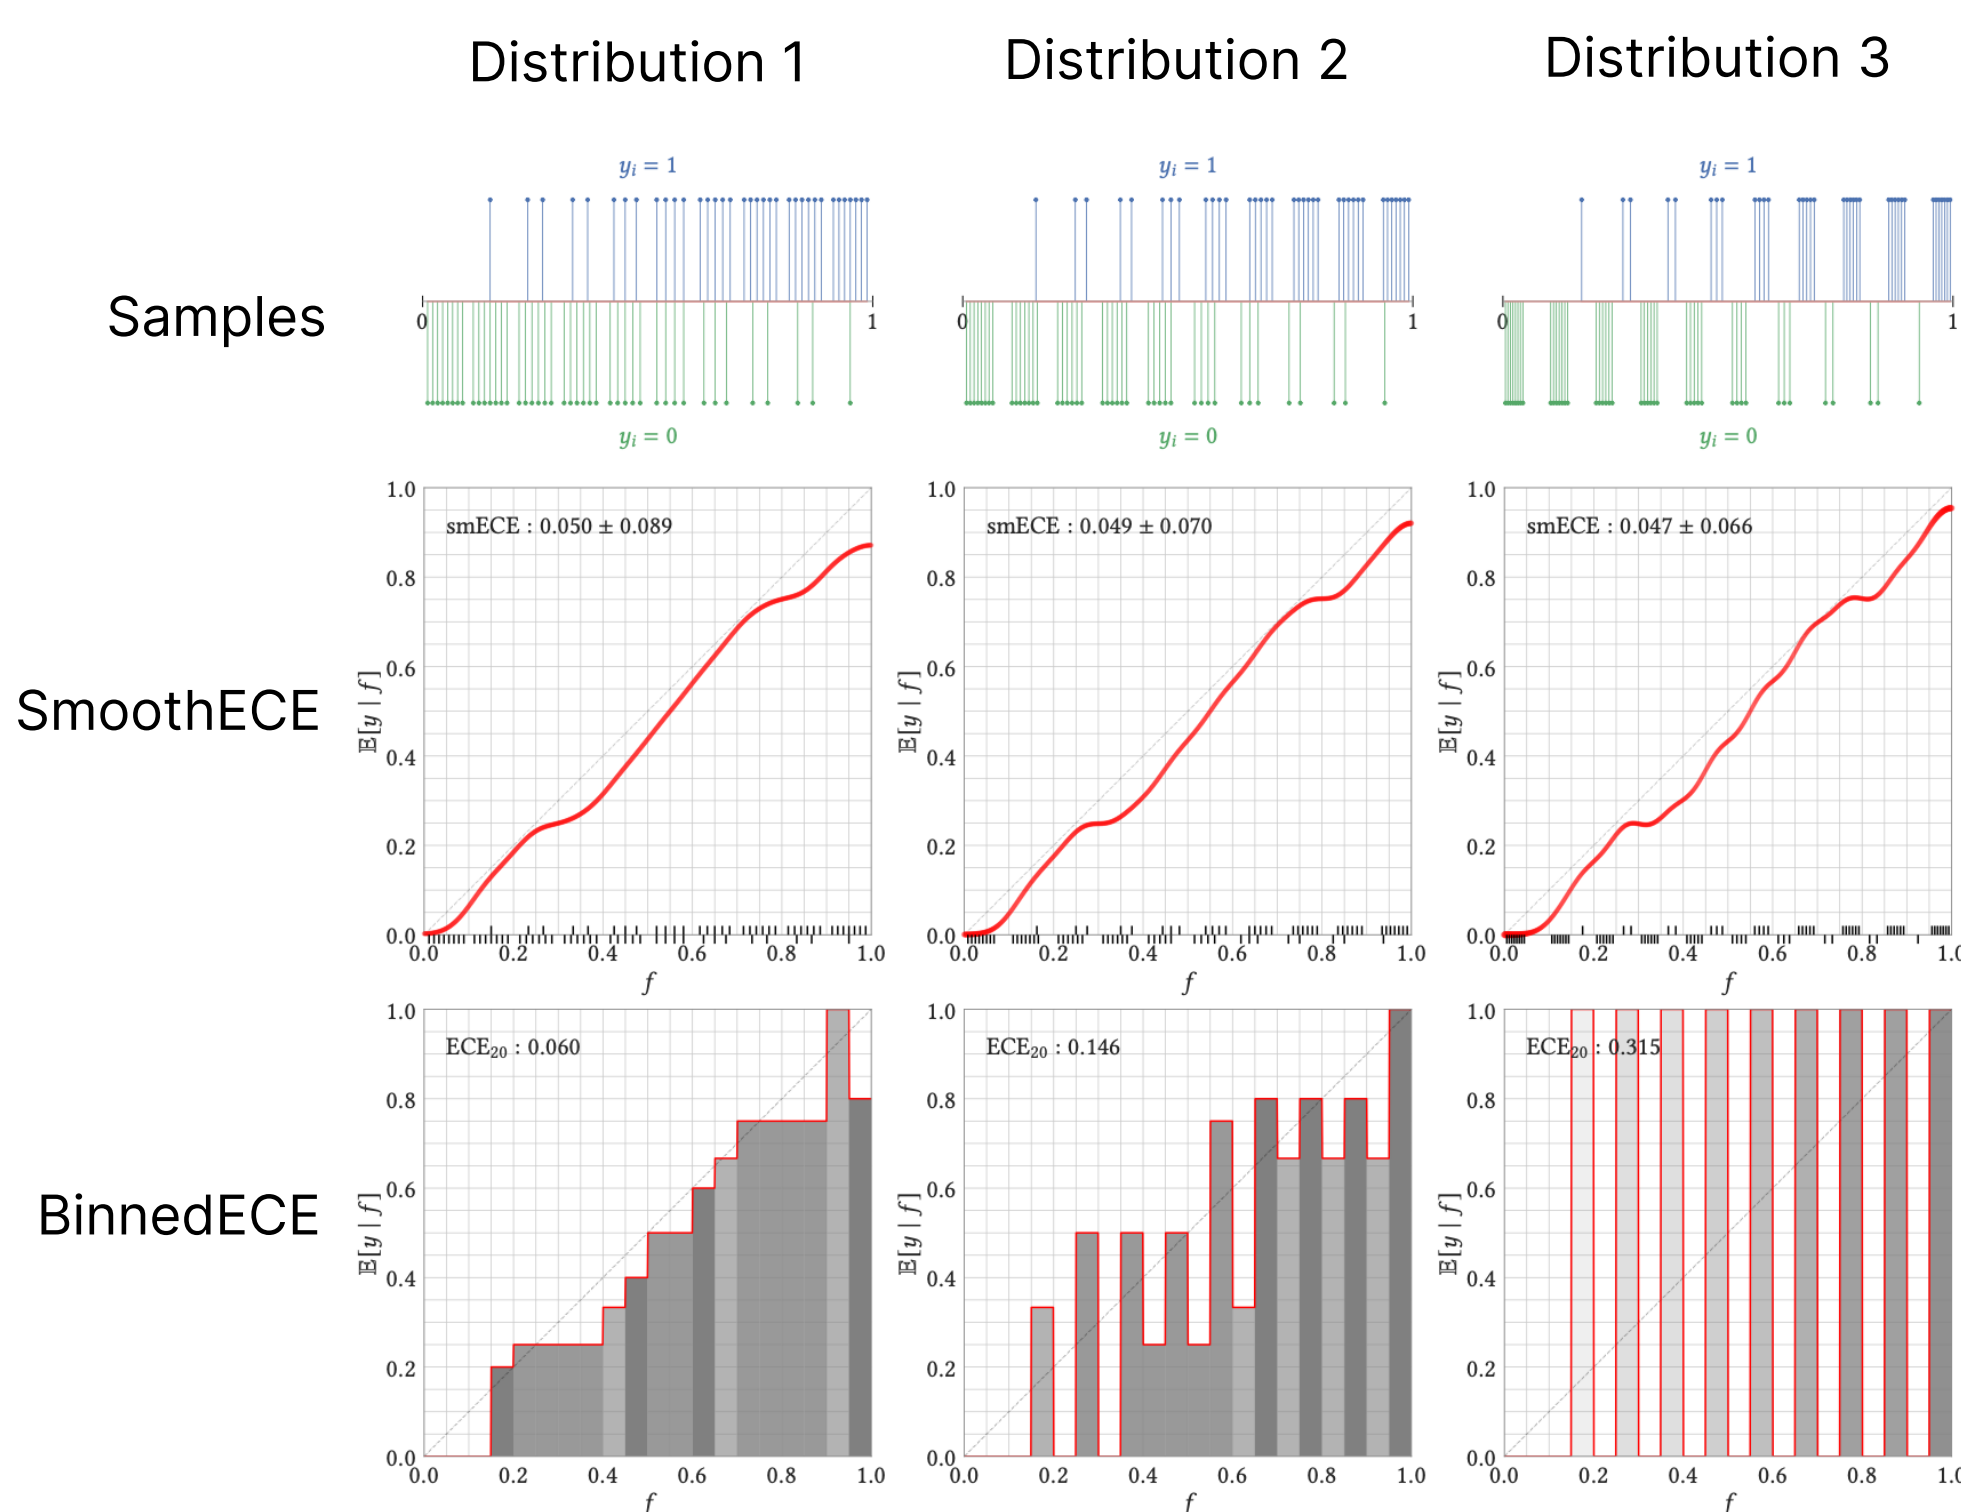 Distribution 1 Distribution 2 Distribution 3
Samples
yᵢ = 1 yᵢ = 1 yᵢ = 1
0 1 0 1 0 1
yᵢ = 0 yᵢ = 0 yᵢ = 0
SmoothECE
smECE : 0.050 ± 0.089
𝔼[y | f]
1.0
0.8
0.6
0.4
0.2
0.0
0.0 0.2 0.4 0.6 0.8 1.0
f
smECE : 0.049 ± 0.070
𝔼[y | f]
1.0
0.8
0.6
0.4
0.2
0.0
0.0 0.2 0.4 0.6 0.8 1.0
f
smECE : 0.047 ± 0.066
𝔼[y | f]
1.0
0.8
0.6
0.4
0.2
0.0
0.0 0.2 0.4 0.6 0.8 1.0
f
BinnedECE
ECE₂₀ : 0.060
𝔼[y | f]
1.0
0.8
0.6
0.4
0.2
0.0
0.0 0.2 0.4 0.6 0.8 1.0
f
ECE₂₀ : 0.146
𝔼[y | f]
1.0
0.8
0.6
0.4
0.2
0.0
0.0 0.2 0.4 0.6 0.8 1.0
f
ECE₂₀ : 0.315
𝔼[y | f]
1.0
0.8
0.6
0.4
0.2
0.0
0.0 0.2 0.4 0.6 0.8 1.0
f